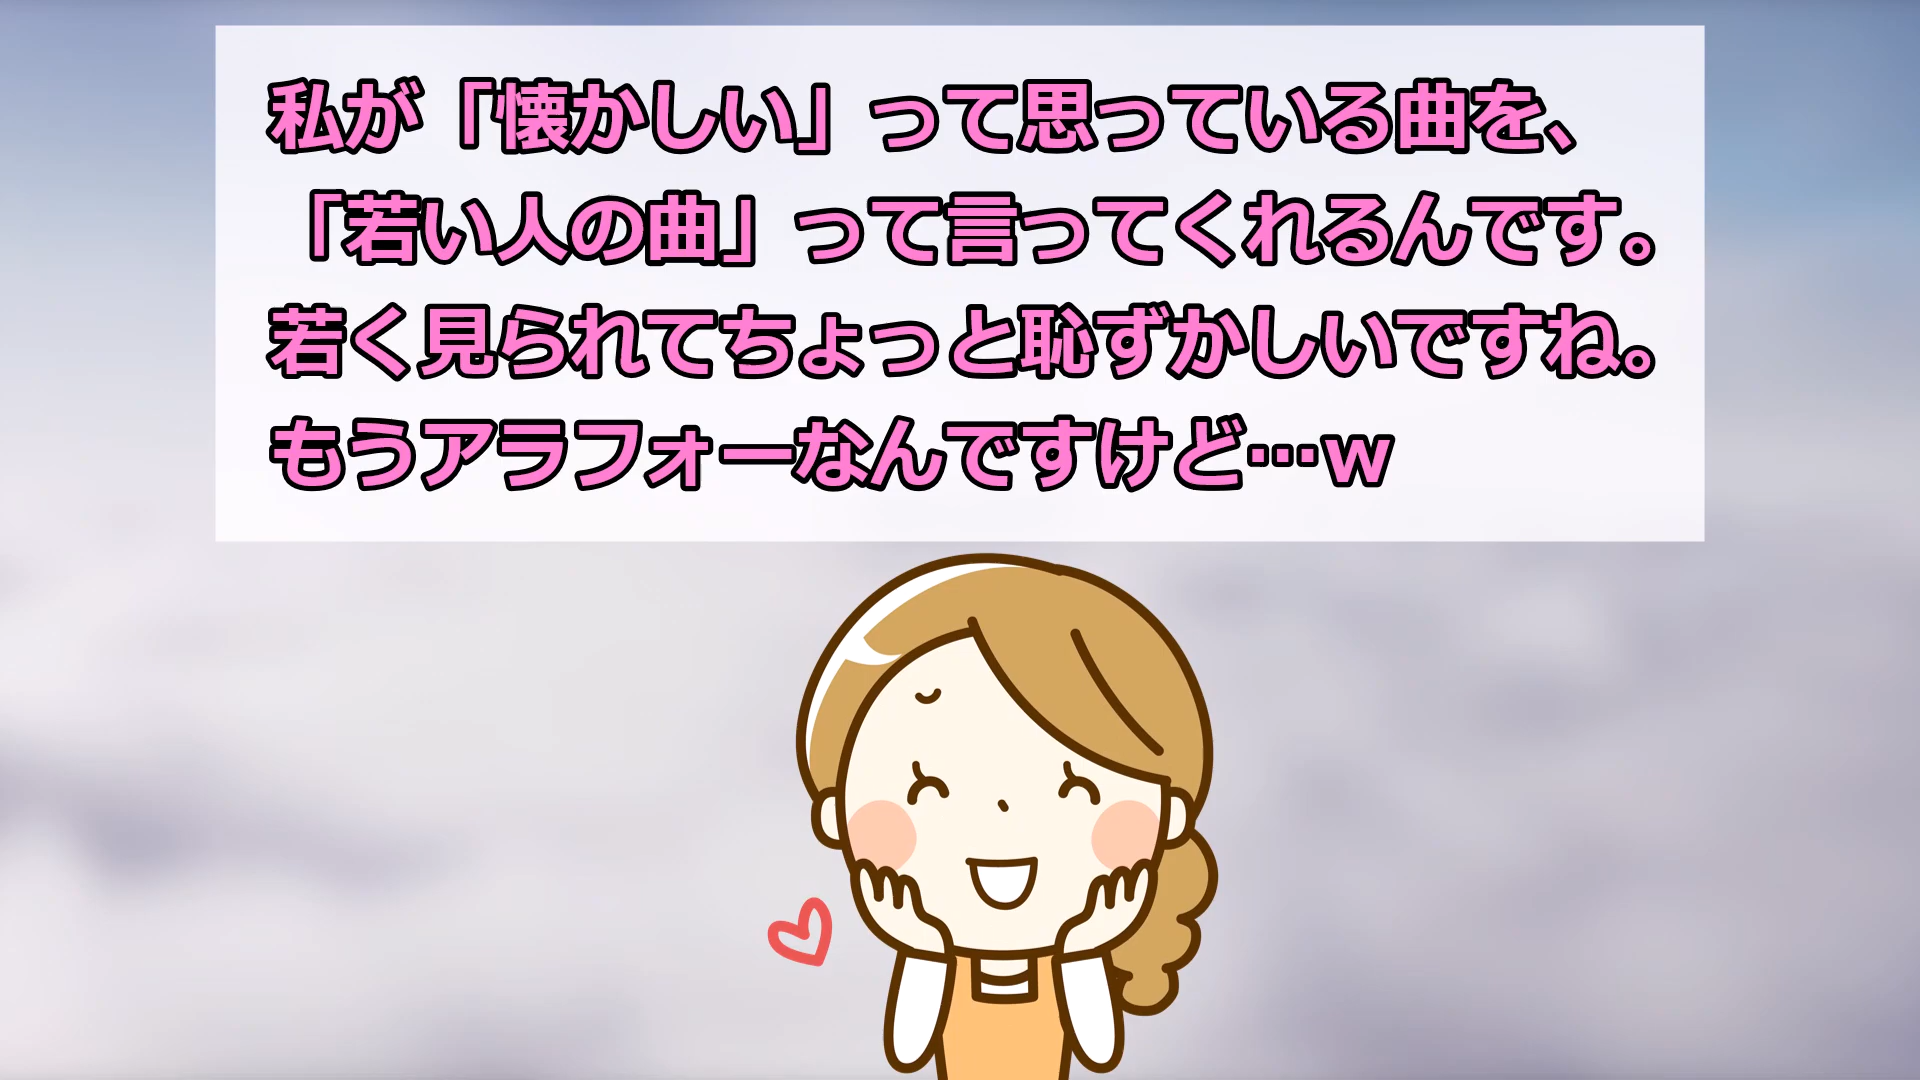 私が「懐かしい」って思っている曲を、
「若い人の曲」って言ってくれるんです。
若く見られてちょっと恥ずかしいですね。
もうアラフォーなんですけど…ｗ